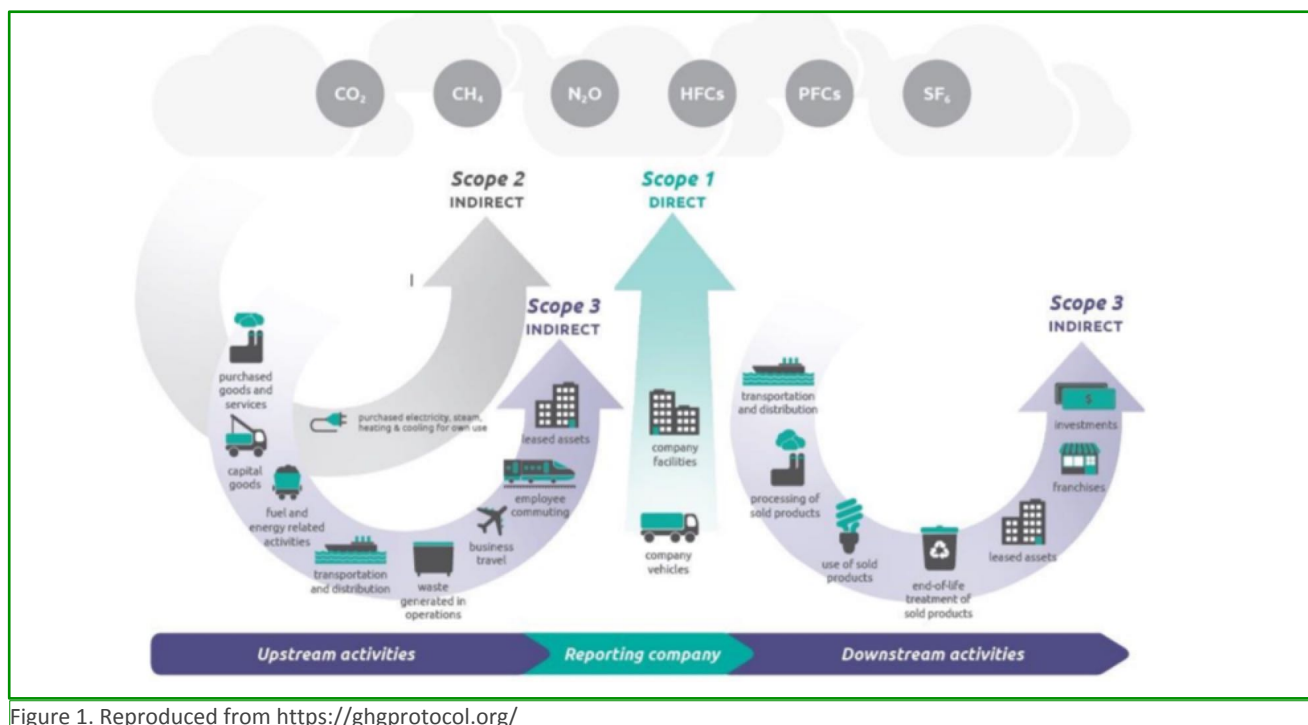 CO₂ CH₄ N₂O HFCs PFCs SF₆
Scope 2
INDIRECT
Scope 1
DIRECT
Scope 3
INDIRECT
Scope 3
INDIRECT
purchased
goods and
services
capital
goods
fuel and
energy related
activities
transportation
and distribution
waste
generated in
operations
business
travel
employee
commuting
leased assets
purchased electricity, steam,
heating & cooling for own use
company
facilities
company
vehicles
transportation
and distribution
processing of
sold products
use of sold
products
end-of-life
treatment of
sold products
leased assets
franchises
investments
$
Upstream activities
Reporting company
Downstream activities
Figure 1. Reproduced from https://ghgprotocol.org/